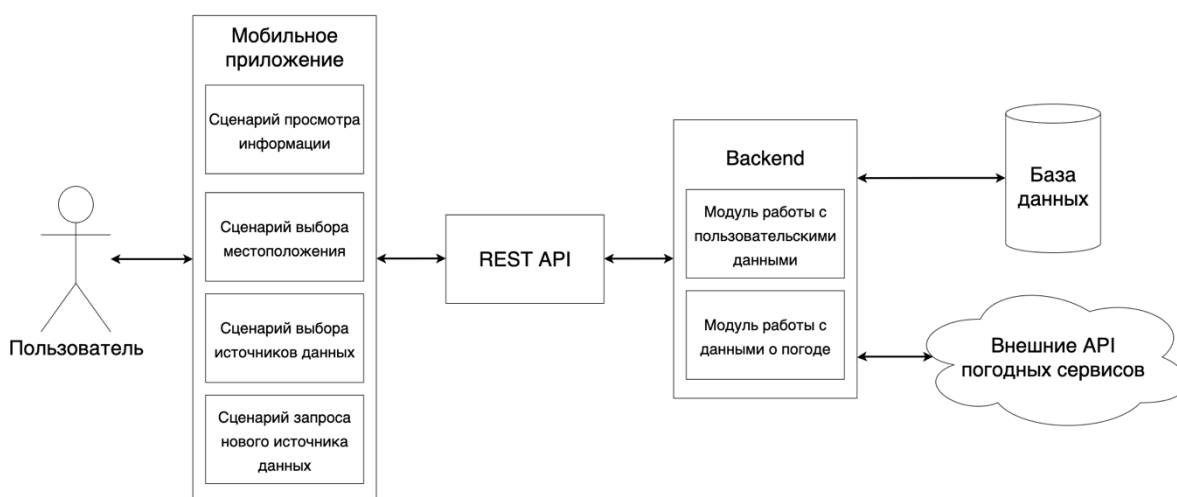 Мобильное
приложение
Сценарий просмотра
информации
Сценарий выбора
местоположения
Сценарий выбора
источников данных
Сценарий запроса
нового источника
данных
Пользователь
REST API
Backend
Модуль работы с
пользовательскими
данными
Модуль работы с
данными о погоде
База
данных
Внешние API
погодных сервисов